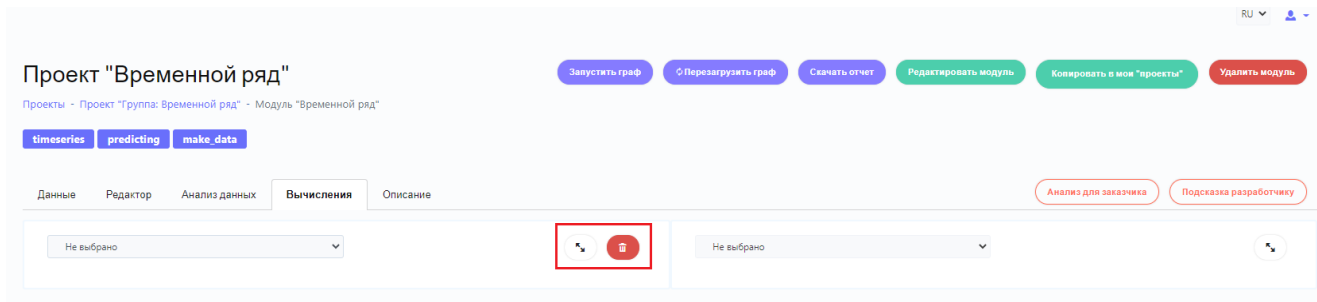 RU
Проект "Временной ряд"
Запустить граф
Перезагрузить граф
Скачать отчет
Редактировать модуль
Копировать в мои "проекты"
Удалить модуль
Проекты - Проект "Группа: Временной ряд" - Модуль "Временной ряд"
timeseries predicting make_data
Данные Редактор Анализ данных Вычисления Описание
Анализ для заказчика
Подсказка разработчику
Не выбрано
Не выбрано